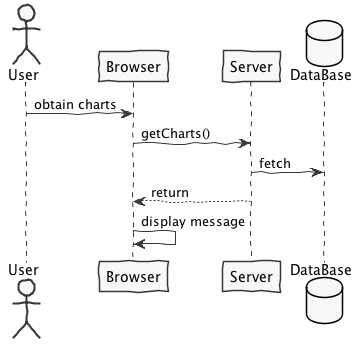 User
Browser
Server
DataBase
obtain charts
getCharts()
fetch
return
display message
User
Browser
Server
DataBase